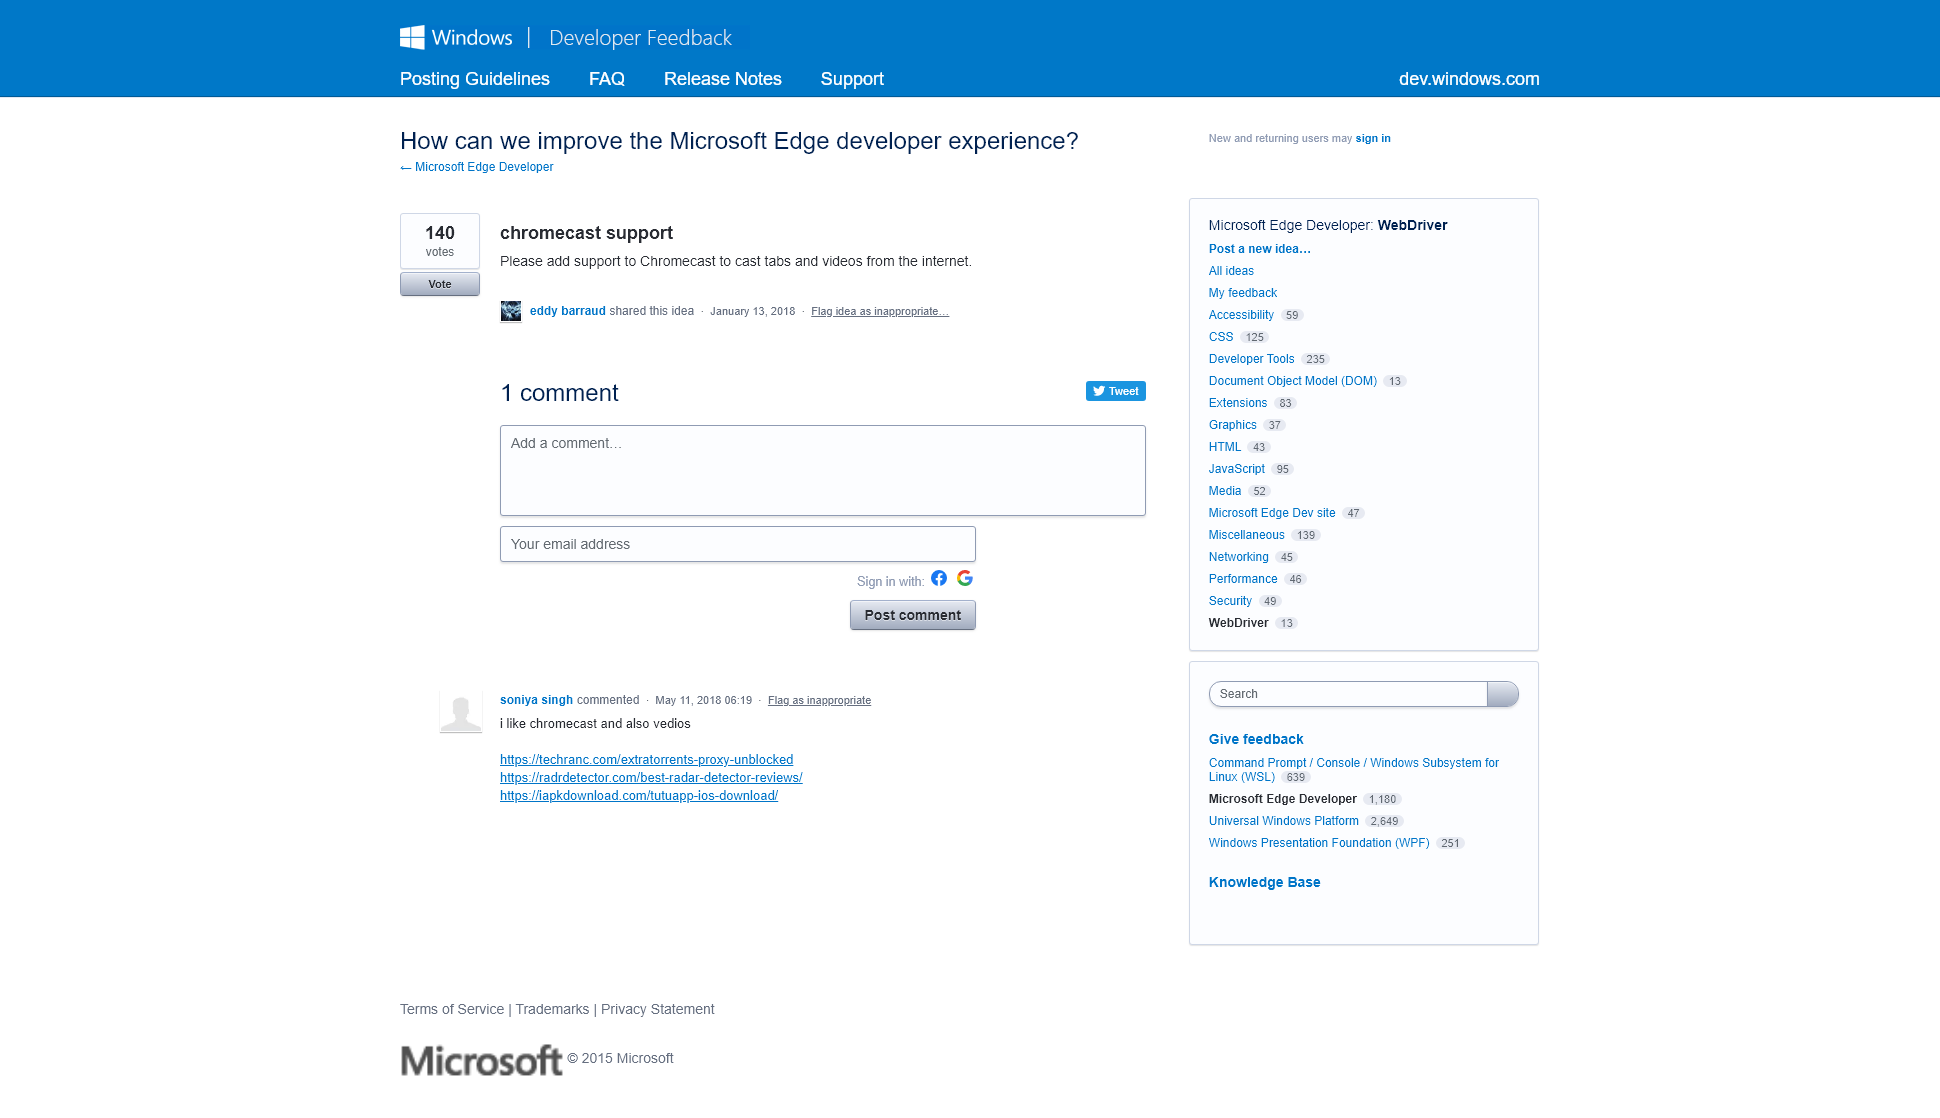 Windows | Developer Feedback
Posting Guidelines FAQ Release Notes Support dev.windows.com
How can we improve the Microsoft Edge developer experience?
← Microsoft Edge Developer
New and returning users may sign in
140
votes
Vote
chromecast support
Please add support to Chromecast to cast tabs and videos from the internet.
eddy barraud shared this idea · January 13, 2018 · Flag idea as inappropriate…
1 comment
Tweet
Add a comment…
Your email address
Sign in with:
Post comment
soniya singh commented · May 11, 2018 06:19 · Flag as inappropriate
i like chromecast and also vedios
https://techranc.com/extratorrents-proxy-unblocked
https://radrdetector.com/best-radar-detector-reviews/
https://iapkdownload.com/tutuapp-ios-download/
Microsoft Edge Developer: WebDriver
Post a new idea…
All ideas
My feedback
Accessibility 59
CSS 125
Developer Tools 235
Document Object Model (DOM) 13
Extensions 83
Graphics 37
HTML 43
JavaScript 95
Media 52
Microsoft Edge Dev site 47
Miscellaneous 139
Networking 45
Performance 46
Security 49
WebDriver 13
Search
Give feedback
Command Prompt / Console / Windows Subsystem for
Linux (WSL) 639
Microsoft Edge Developer 1,180
Universal Windows Platform 2,649
Windows Presentation Foundation (WPF) 251
Knowledge Base
Terms of Service | Trademarks | Privacy Statement
Microsoft © 2015 Microsoft